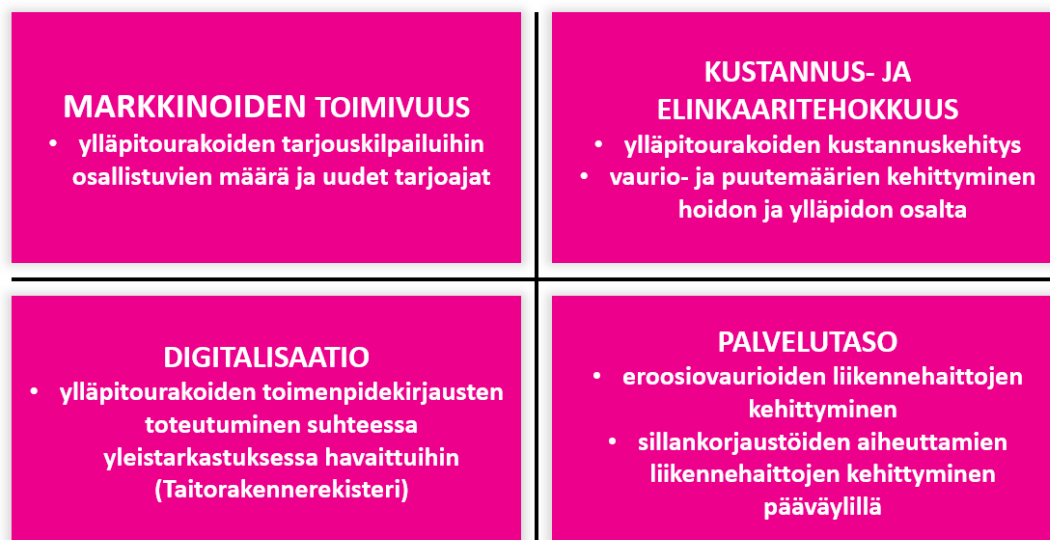 MARKKINOIDEN TOIMIVUUS
• ylläpitourakoiden tarjouskilpailuihin
osallistuvien määrä ja uudet tarjoajat
KUSTANNUS- JA
ELINKAARITEHOKKUUS
• ylläpitourakoiden kustannuskehitys
• vaurio- ja puutemäärien kehittyminen
hoidon ja ylläpidon osalta
DIGITALISAATIO
• ylläpitourakoiden toimenpidekirjausten
toteutuminen suhteessa
yleistarkastuksessa havaittuihin
(Taitorakennerekisteri)
PALVELUTASO
• eroosiovaurioiden liikennehaittojen
kehittyminen
• sillankorjaustöiden aiheuttamien
liikennehaittojen kehittyminen
pääväylillä